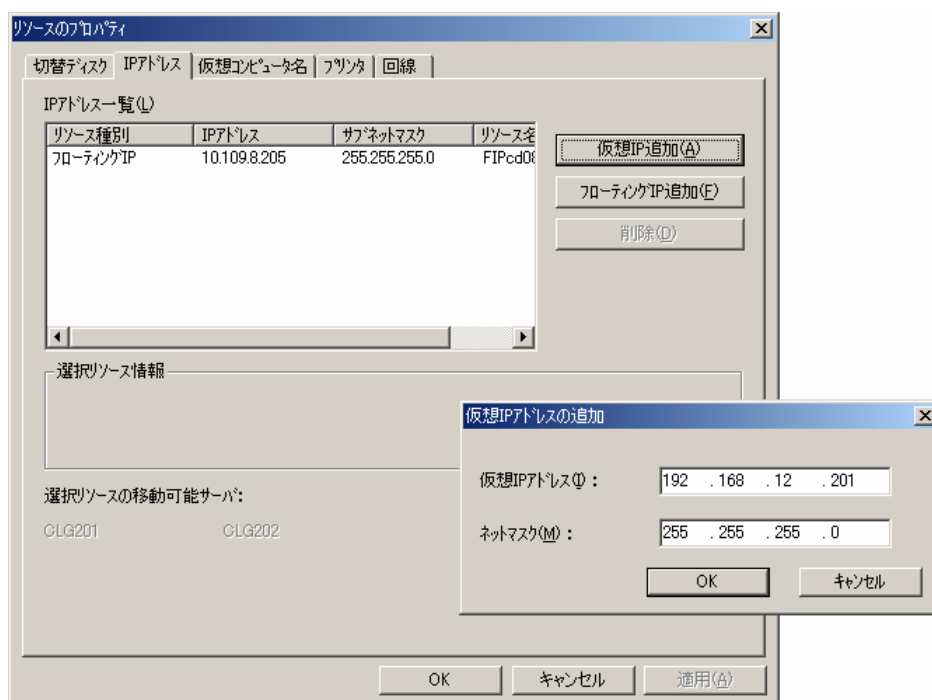 リソースのプロパティ
切替ディスク IPアドレス 仮想コンピュータ名 プリンタ 回線
IPアドレス一覧(L)
リソース種別 IPアドレス サブネットマスク リソース名
フローティングIP 10.109.8.205 255.255.255.0 FIPcd08
仮想IP追加(A)
フローティングIP追加(F)
削除(D)
選択リソース情報
選択リソースの移動可能サーバ:
CLG201 CLG202
仮想IPアドレスの追加
仮想IPアドレス(I): 192 .168 .12 .201
ネットマスク(M): 255 .255 .255 .0
OK キャンセル
OK キャンセル 適用(A)